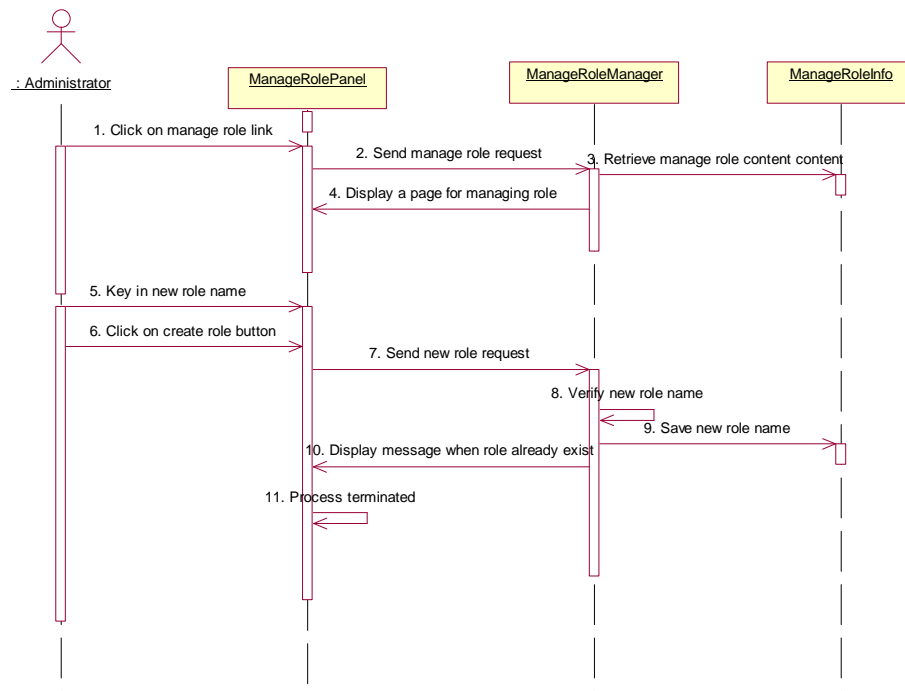 : Administrator
ManageRolePanel
ManageRoleManager
ManageRoleInfo
1. Click on manage role link
2. Send manage role request
3. Retrieve manage role content content
4. Display a page for managing role
5. Key in new role name
6. Click on create role button
7. Send new role request
8. Verify new role name
9. Save new role name
10. Display message when role already exist
11. Process terminated